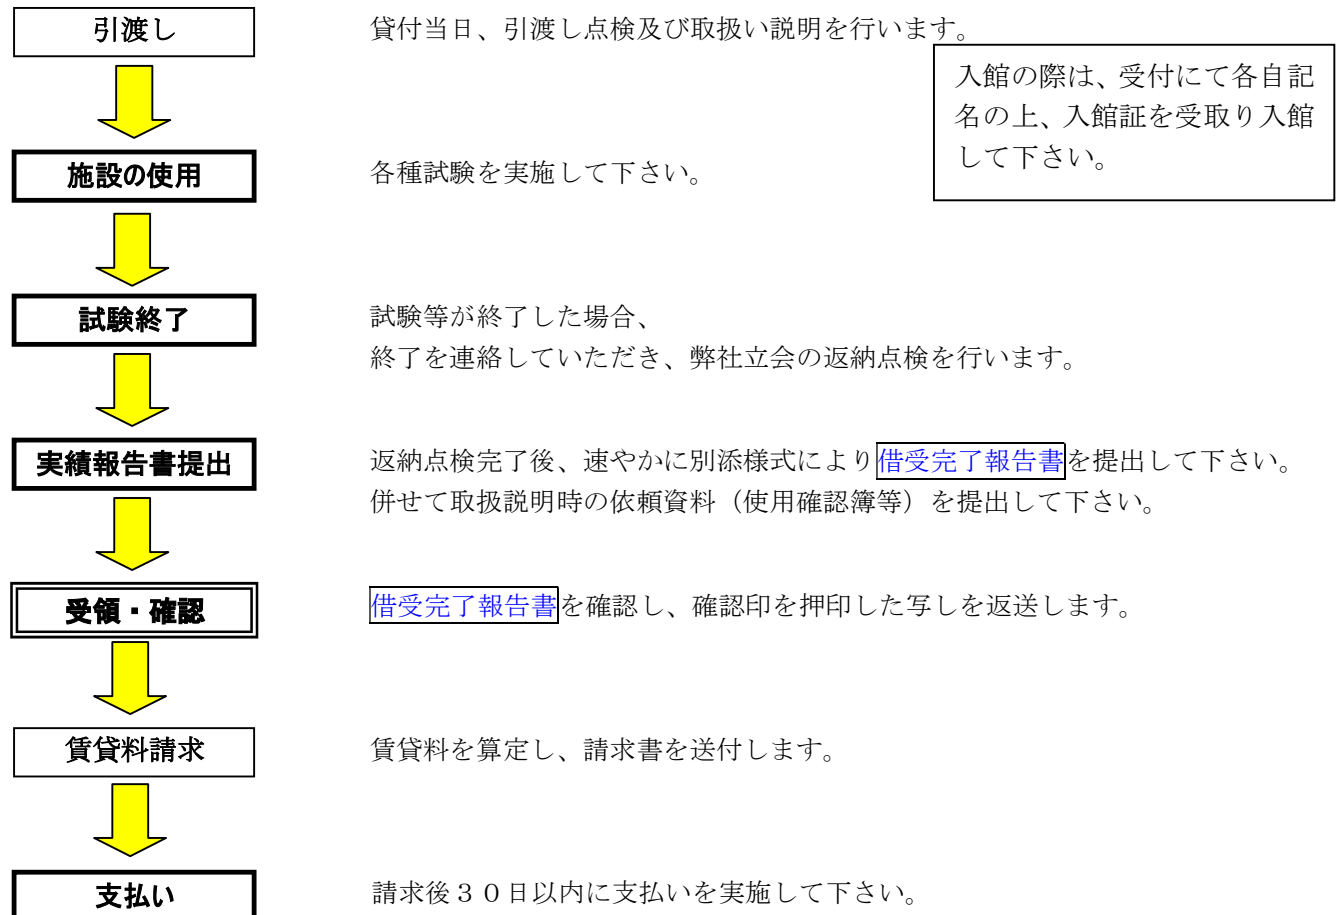 引渡し
貸付当日、引渡し点検及び取扱い説明を行います。
入館の際は、受付にて各自記
名の上、入館証を受取り入館
して下さい。
施設の使用
各種試験を実施して下さい。
試験終了
試験等が終了した場合、
終了を連絡していただき、弊社立会の返納点検を行います。
実績報告書提出
返納点検完了後、速やかに別添様式により借受完了報告書を提出して下さい。
併せて取扱説明時の依頼資料（使用確認簿等）を提出して下さい。
受領・確認
借受完了報告書を確認し、確認印を押印した写しを返送します。
賃貸料請求
賃貸料を算定し、請求書を送付します。
支払い
請求後３０日以内に支払いを実施して下さい。